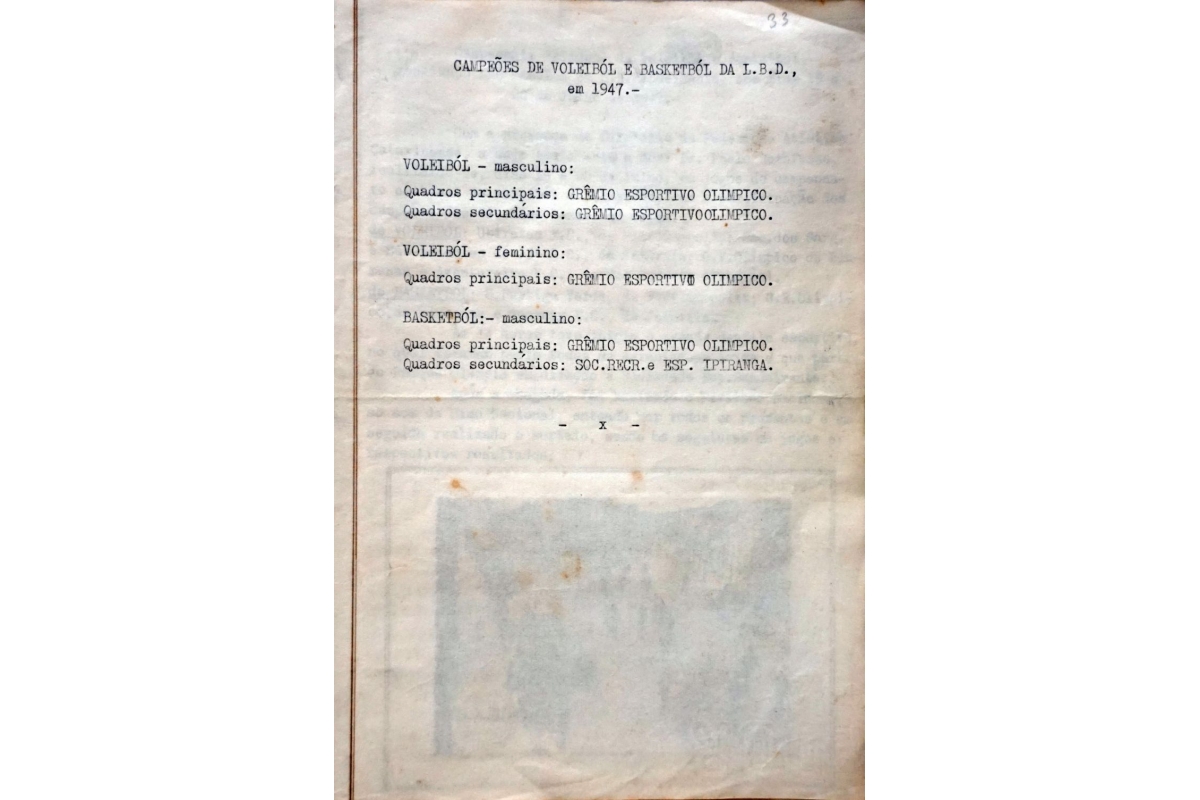 33
CAMPEÕES DE VOLEIBÓL E BASKETBÓL DA L.B.D.,
em 1947.-
VOLEIBÓL - masculino:
Quadros principais: GRÊMIO ESPORTIVO OLIMPICO.
Quadros secundários: GRÊMIO ESPORTIVOOLIMPICO.
VOLEIBÓL - feminino:
Quadros principais: GRÊMIO ESPORTIVO OLIMPICO.
BASKETBÓL:- masculino:
Quadros principais: GRÊMIO ESPORTIVO OLIMPICO.
Quadros secundários: SOC.RECR.e ESP. IPIRANGA.
- x -